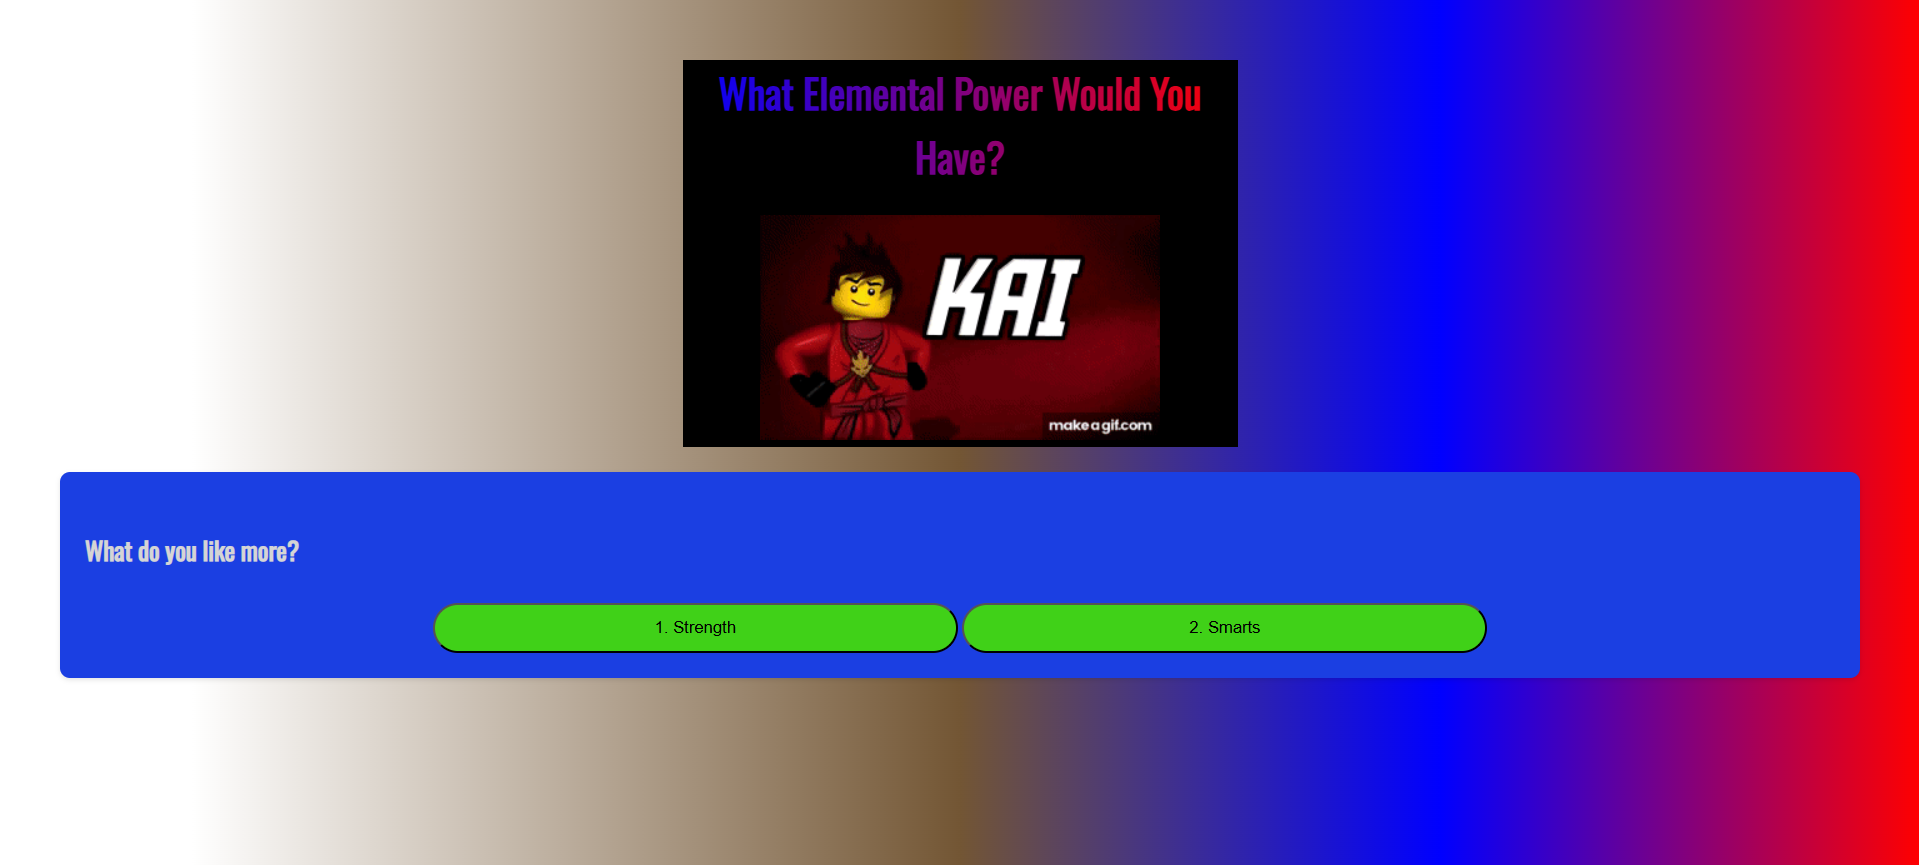 What Elemental Power Would You
Have?
KAI
makeagif.com
What do you like more?
1. Strength
2. Smarts